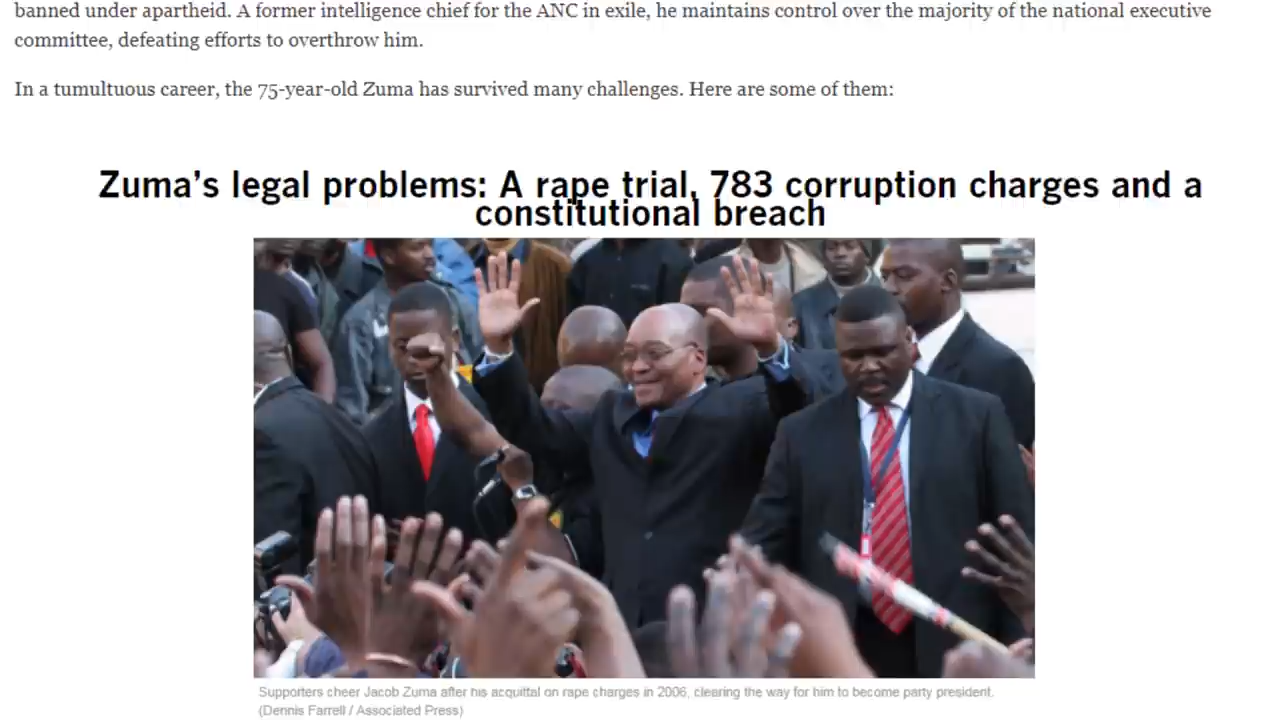 banned under apartheid. A former intelligence chief for the ANC in exile, he maintains control over the majority of the national executive
committee, defeating efforts to overthrow him.
In a tumultuous career, the 75-year-old Zuma has survived many challenges. Here are some of them:
Zuma's legal problems: A rape trial, 783 corruption charges and a
constitutional breach
Supporters cheer Jacob Zuma after his acquittal on rape charges in 2006, clearing the way for him to become party president.
(Dennis Farrell / Associated Press)